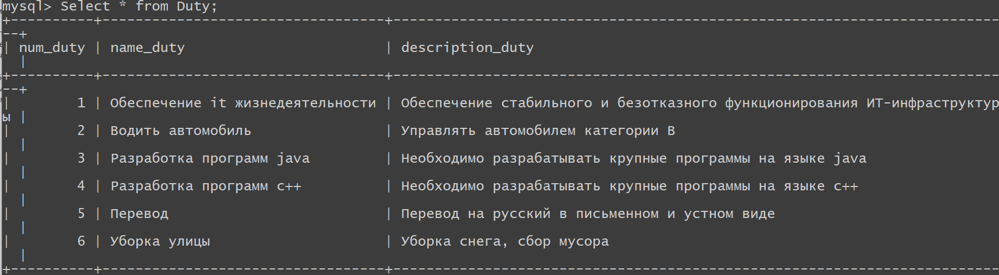 mysql> Select * from Duty;
+----------+----------------------------------+-------------------------------------------------------------------------
--+
| num_duty | name_duty                        | description_duty
  |
+----------+----------------------------------+-------------------------------------------------------------------------
--+
|        1 | Обеспечение it жизнедеятельности | Обеспечение стабильного и безотказного функционирования ИТ-инфраструктур
ы |
|        2 | Водить автомобиль                | Управлять автомобилем категории В
  |
|        3 | Разработка программ java         | Необходимо разрабатывать крупные программы на языке java
  |
|        4 | Разработка программ c++          | Необходимо разрабатывать крупные программы на языке c++
  |
|        5 | Перевод                          | Перевод на русский в письменном и устном виде
  |
|        6 | Уборка улицы                     | Уборка снега, сбор мусора
  |
+----------+----------------------------------+-------------------------------------------------------------------------